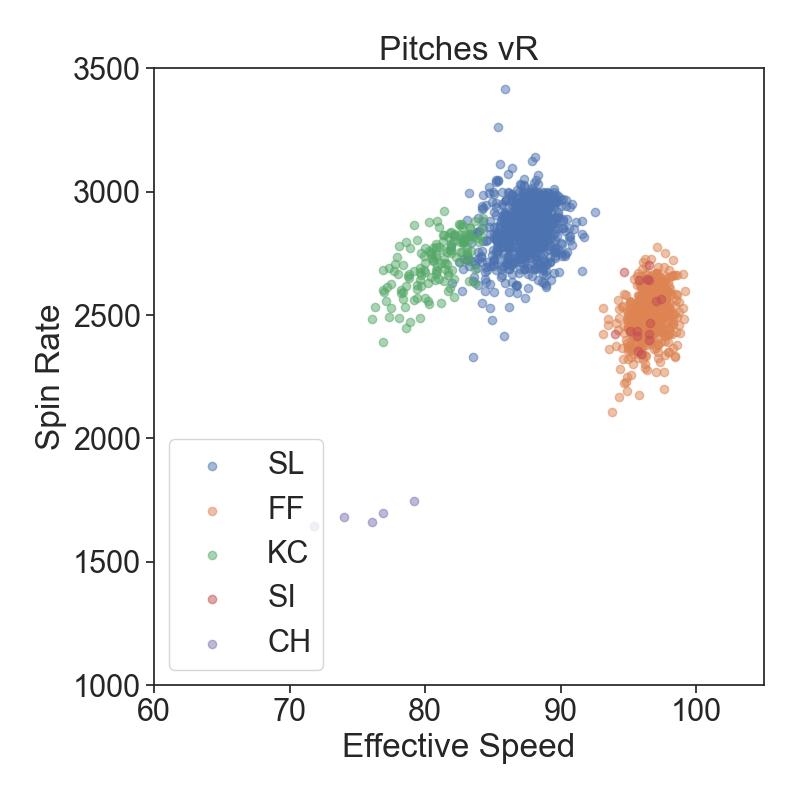 Pitches vR
3500
3000
2500
2000
1500
1000
Spin Rate
SL
FF
KC
SI
CH
60 70 80 90 100
Effective Speed